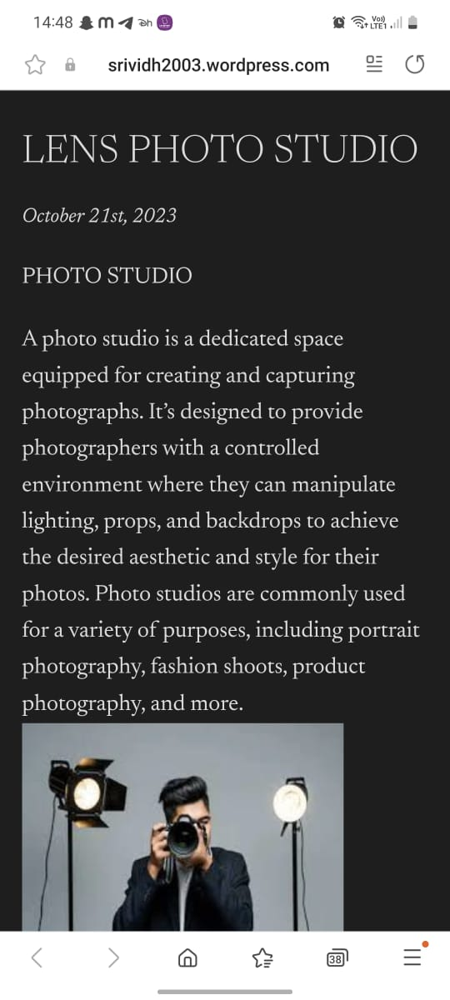 14:48
Vo))
LTE1
srividh2003.wordpress.com
LENS PHOTO STUDIO
October 21st, 2023
PHOTO STUDIO
A photo studio is a dedicated space
equipped for creating and capturing
photographs. It’s designed to provide
photographers with a controlled
environment where they can manipulate
lighting, props, and backdrops to achieve
the desired aesthetic and style for their
photos. Photo studios are commonly used
for a variety of purposes, including portrait
photography, fashion shoots, product
photography, and more.
38